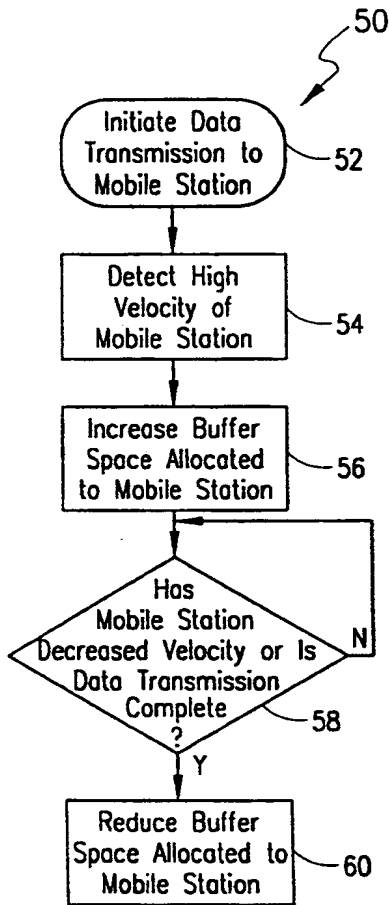 50
Initiate Data
Transmission to
Mobile Station
52
Detect High
Velocity of
Mobile Station
54
Increase Buffer
Space Allocated
to Mobile Station
56
Has
Mobile Station
Decreased Velocity or Is
Data Transmission
Complete
?
N
58
Y
Reduce Buffer
Space Allocated to
Mobile Station
60